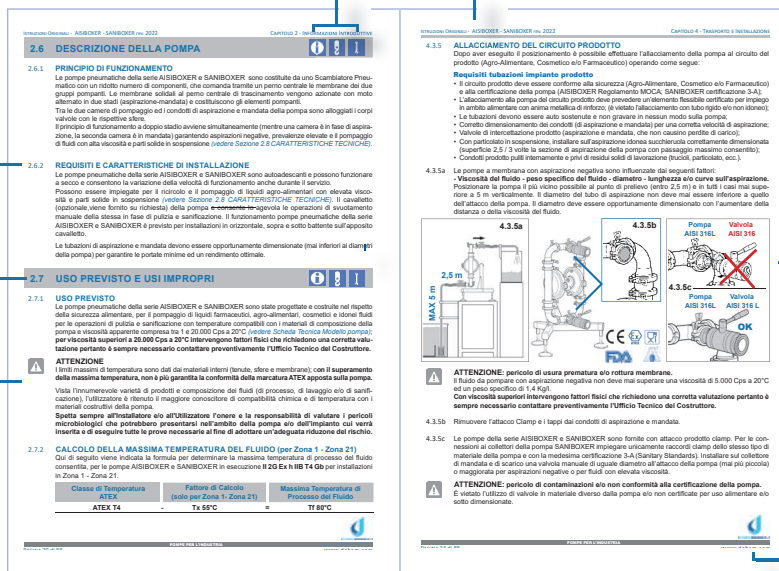 ISTRUZIONI ORIGINALI - AISIBOXER - SANIBOXER REV. 2022
CAPITOLO 2 - INFORMAZIONI INTRODUTTIVE
2.6 DESCRIZIONE DELLA POMPA
2.6.1 PRINCIPIO DI FUNZIONAMENTO
Le pompe pneumatiche della serie AISIBOXER e SANIBOXER sono costituite da uno Scambiatore Pneu-
matico con un ridotto numero di componenti, che comanda tramite un perno centrale le membrane dei due
gruppi pompanti. Le membrane solidali al perno centrale di trascinamento vengono azionate con moto
alternato in due stadi (aspirazione-mandata) e costituiscono gli elementi pompanti.
Tra le due camere di pompaggio ed i condotti di aspirazione e mandata della pompa sono alloggiati i corpi
valvole con le rispettive sfere.
Il principio di funzionamento a doppio stadio avviene simultaneamente (mentre una camera è in fase di aspira-
zione, la seconda camera è in mandata) garantendo aspirazioni negative, prevalenze elevate e il pompaggio
di fluidi con alta viscosità e parti solide in sospensione (vedere Sezione 2.8 CARATTERISTICHE TECNICHE).
2.6.2 REQUISITI E CARATTERISTICHE DI INSTALLAZIONE
Le pompe pneumatiche della serie AISIBOXER e SANIBOXER sono autoadescanti e possono funzionare
a secco e consentono la variazione della velocità di funzionamento anche durante il servizio.
Possono essere impiegate per il ricircolo e il pompaggio di liquidi agro-alimentari con elevata visco-
sità e parti solide in sospensione (vedere Sezione 2.8 CARATTERISTICHE TECNICHE). Il cavalletto
(opzionale,viene fornito su richiesta) della pompa e consente lo agevola le operazioni di svuotamento
manuale della stessa in fase di pulizia e sanificazione. Il funzionamento pompe pneumatiche della serie
AISIBOXER e SANIBOXER è previsto per installazioni in orizzontale, sopra e sotto battente sull'apposito
cavalletto.
Le tubazioni di aspirazione e mandata devono essere opportunamente dimensionate (mai inferiori ai diametri
della pompa) per garantire le portate minime ed un rendimento ottimale.
2.7 USO PREVISTO E USI IMPROPRI
2.7.1 USO PREVISTO
Le pompe pneumatiche della serie AISIBOXER e SANIBOXER sono state progettate e costruite nel rispetto
della sicurezza alimentare, per il pompaggio di liquidi farmaceutici, agro-alimentari, cosmetici e idonei fluidi
per le operazioni di pulizia e sanificazione con temperature compatibili con i materiali di composizione della
pompa e viscosità apparente compresa tra 1 e 20.000 Cps a 20°C (vedere Scheda Tecnica Modello pompa);
per viscosità superiori a 20.000 Cps a 20°C intervengono fattori fisici che richiedono una corretta valu-
tazione pertanto è sempre necessario contattare preventivamente l'Ufficio Tecnico del Costruttore.
ATTENZIONE
I limiti massimi di temperatura sono dati dai materiali interni (tenute, sfere e membrane); con il superamento
della massima temperatura, non è più garantita la conformità della marcatura ATEX apposta sulla pompa.
Vista l'innumerevole varietà di prodotti e composizione dei fluidi (di processo, di lavaggio e/o di sanifi-
cazione), l'utilizzatore è ritenuto il maggiore conoscitore di compatibilità chimica e di temperatura con i
materiali costruttivi della pompa.
Spetta sempre all'Installatore e/o all'Utilizzatore l'onere e la responsabilità di valutare i pericoli
microbiologici che potrebbero presentarsi nell'ambito della pompa e/o dell'impianto cui verrà
inserita e di eseguire tutte le prove necessarie al fine di adottare un'adeguata riduzione del rischio.
2.7.2 CALCOLO DELLA MASSIMA TEMPERATURA DEL FLUIDO (per Zona 1 - Zona 21)
Qui di seguito viene indicata la formula per determinare la massima temperatura di processo del fluido
consentita, per le pompe AISIBOXER e SANIBOXER in esecuzione II 2G Ex h IIB T4 Gb per installazioni
in Zona 1 - Zona 21.
Classe di Temperatura Fattore di Calcolo Massima Temperatura di
ATEX (solo per Zona 1- Zona 21) Processo del Fluido
ATEX T4 - Tx 55°C = Tf 80°C
POMPE PER L'INDUSTRIA
ISTRUZIONI ORIGINALI - AISIBOXER - SANIBOXER REV. 2022
CAPITOLO 4 - TRASPORTO E INSTALLAZIONE
4.3.5 ALLACCIAMENTO DEL CIRCUITO PRODOTTO
Dopo aver eseguito il posizionamento è possibile effettuare l'allacciamento della pompa al circuito del
prodotto (Agro-Alimentare, Cosmetico e/o Farmaceutico) operando come segue:
Requisiti tubazioni impianto prodotto
• Il circuito prodotto deve essere conforme alla sicurezza (Agro-Alimentare, Cosmetico e/o Farmaceutico)
e alla certificazione della pompa (AISIBOXER Regolamento MOCA; SANIBOXER certificazione 3-A);
• L'allacciamento alla pompa del circuito prodotto deve prevedere un'elemento flessibile certificato per impiego
in ambito alimentare con anima metallica di rinforzo; (è vietato l'allacciamento con tubo rigido e/o non idoneo);
• Le tubazioni devono essere auto sostenute e non gravare in nessun modo sulla pompa;
• Corretto dimensionamento dei condotti (di aspirazione e mandata) per una corretta velocità di aspirazione;
• Valvole di intercettazione prodotto (aspirazione e mandata, che non causino perdite di carico);
• Con particolato in sospensione, installare sull'aspirazione idonea succheruola correttamente dimensionata
(superficie 2,5 / 3 volte la sezione di aspirazione della pompa con passaggio massimo consentito);
• Condotti prodotto puliti internamente e privi di residui solidi di lavorazione (trucioli, particolato, ecc.).
4.3.5a Le pompe a membrana con aspirazione negativa sono influenzate dai seguenti fattori:
- Viscosità del fluido - peso specifico del fluido - diametro - lunghezza e/o curve sull'aspirazione.
Posizionare la pompa il più vicino possibile al punto di prelievo (entro 2,5 m) e in tutti i casi mai supe-
riore a 5 m verticalmente. Il diametro del tubo di aspirazione non deve mai essere inferiore a quello
dell'attacco della pompa. Il diametro deve essere opportunamente dimensionato con l'aumentare della
distanza o della viscosità del fluido.
4.3.5a
2,5 m
MAX 5 m
4.3.5b
Pompa Valvola
AISI 316L AISI 316
4.3.5c
Pompa Valvola
AISI 316L AISI 316 L
OK
CE
FDA
ATTENZIONE: pericolo di usura prematura e/o rottura membrane.
Il fluido da pompare con aspirazione negativa non deve mai superare una viscosità di 5.000 Cps a 20°C
ed un peso specifico di 1,4 Kg/l.
Con viscosità superiori intervengono fattori fisici che richiedono una corretta valutazione pertanto è
sempre necessario contattare preventivamente l'Ufficio Tecnico del Costruttore.
4.3.5b Rimuovere l'attacco Clamp e i tappi dai condotti di aspirazione e mandata.
4.3.5c Le pompe della serie AISIBOXER e SANIBOXER sono fornite con attacco prodotto clamp. Per le con-
nessioni ai collettori della pompa SANIBOXER impiegare unicamente raccordi clamp dello stesso tipo di
materiale della pompa e con la medesima certificazione 3-A (Sanitary Standards). Installare sul collettore
di mandata e di scarico una valvola manuale di uguale diametro all'attacco della pompa (mai più piccola)
o maggiorata per aspirazioni negative o per fluidi con elevata viscosità.
ATTENZIONE: pericolo di contaminazioni e/o non conformità alla certificazione della pompa.
È vietato l'utilizzo di valvole in materiale diverso dalla pompa e/o non certificate per uso alimentare e/o
sotto dimensionate.
POMPE PER L'INDUSTRIA